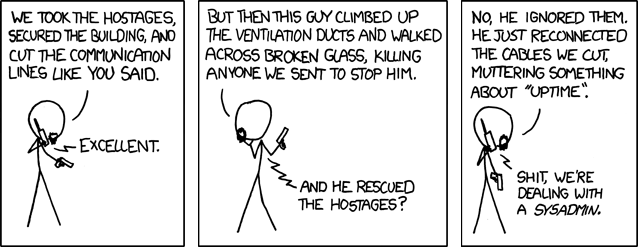 WE TOOK THE HOSTAGES,
SECURED THE BUILDING, AND
CUT THE COMMUNICATION
LINES LIKE YOU SAID.
EXCELLENT.
BUT THEN THIS GUY CLIMBED UP
THE VENTILATION DUCTS AND WALKED
ACROSS BROKEN GLASS, KILLING
ANYONE WE SENT TO STOP HIM.
AND HE RESCUED
THE HOSTAGES?
NO, HE IGNORED THEM.
HE JUST RECONNECTED
THE CABLES WE CUT,
MUTTERING SOMETHING
ABOUT "UPTIME".
SHIT, WE'RE
DEALING WITH
A SYSADMIN.